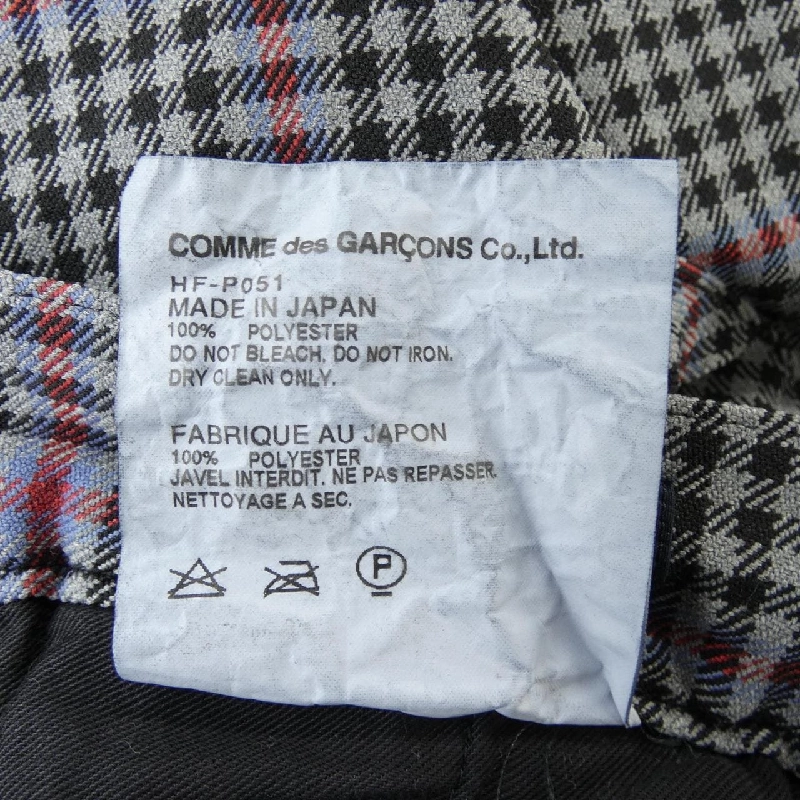 COMME des GARÇONS Co.,Ltd.
HF-P051
MADE IN JAPAN
100% POLYESTER
DO NOT BLEACH. DO NOT IRON.
DRY CLEAN ONLY.
FABRIQUE AU JAPON
100% POLYESTER
JAVEL INTERDIT. NE PAS REPASSER.
NETTOYAGE A SEC.
P